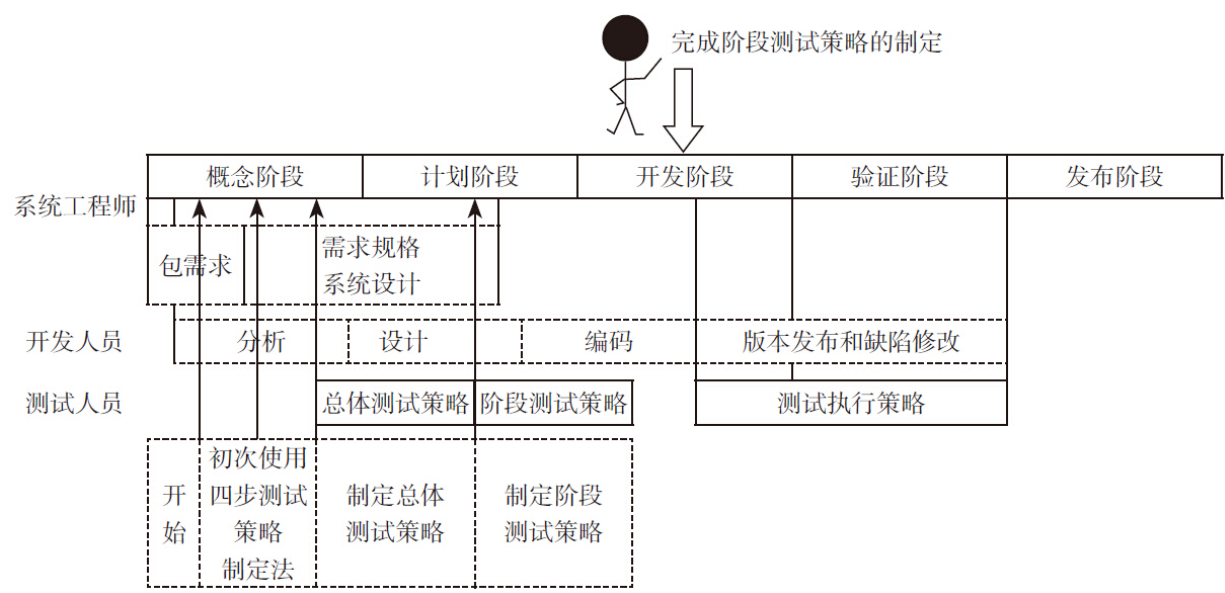 完成阶段测试策略的制定
概念阶段 计划阶段 开发阶段 验证阶段 发布阶段
系统工程师
包需求
需求规格
系统设计
开发人员 分析 设计 编码 版本发布和缺陷修改
测试人员 总体测试策略 阶段测试策略 测试执行策略
开
始
初次使用
四步测试
策略
制定法
制定总体
测试策略
制定阶段
测试策略